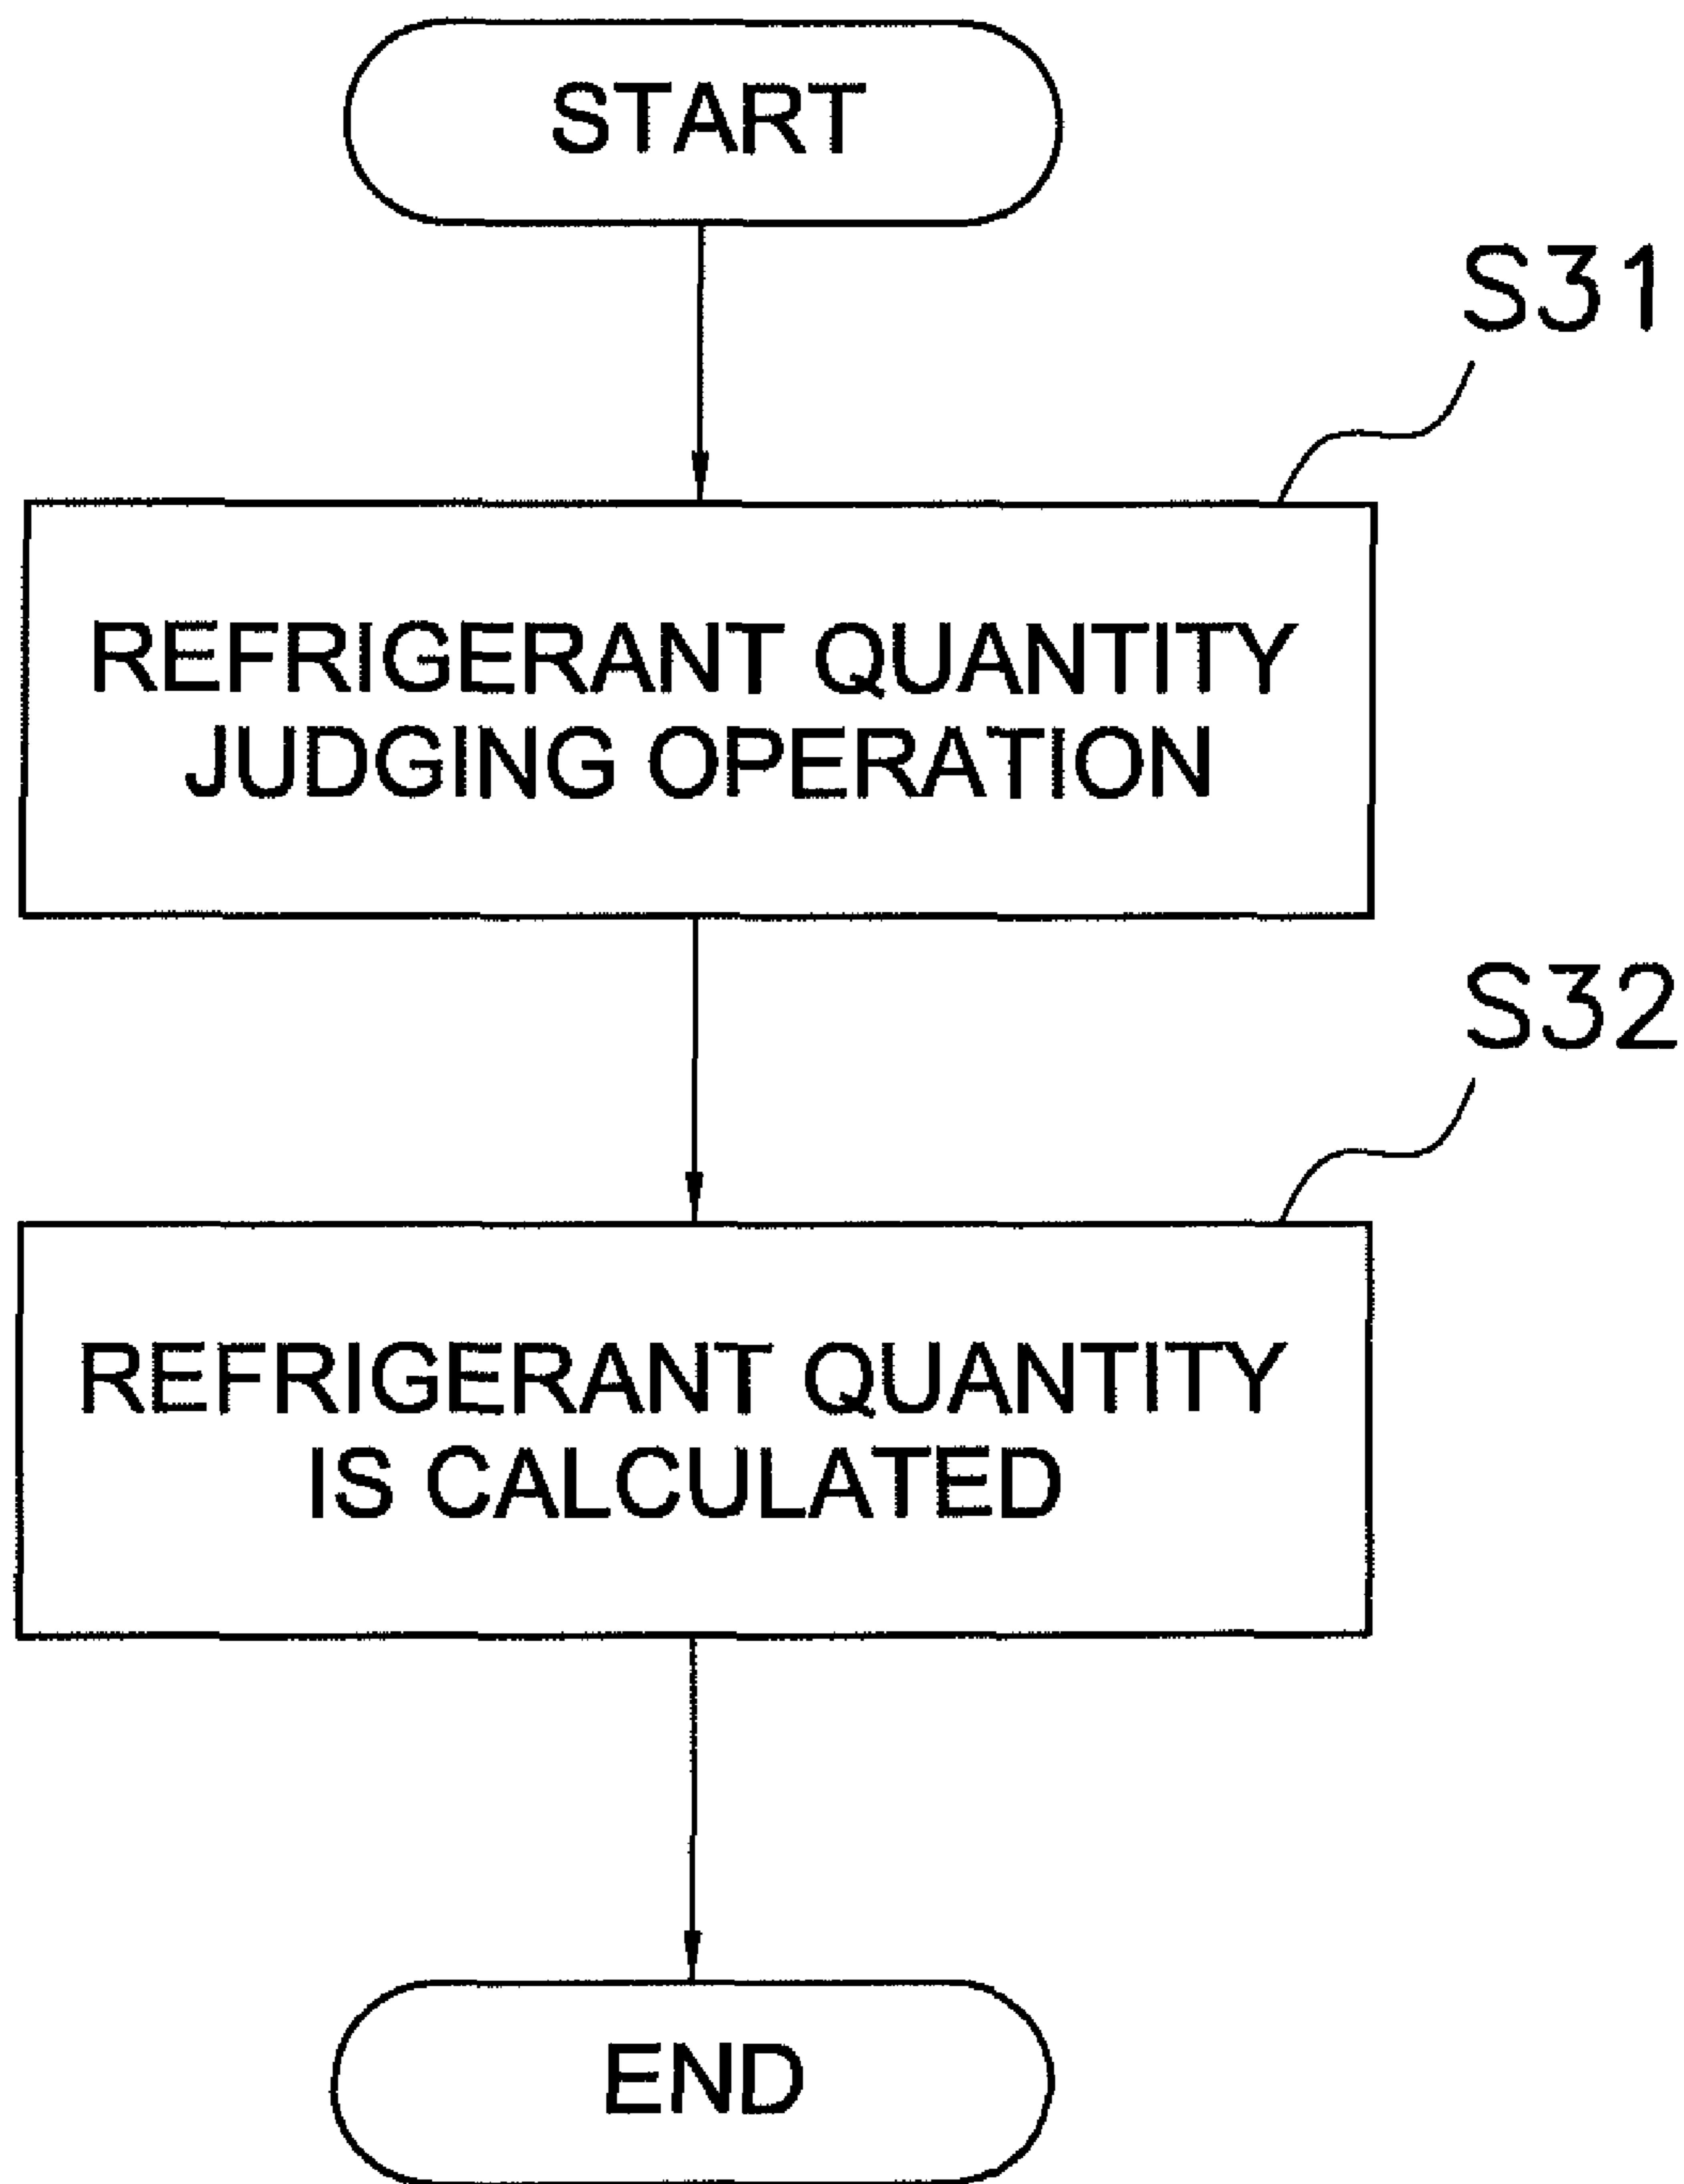 START
S31
REFRIGERANT QUANTITY
JUDGING OPERATION
S32
REFRIGERANT QUANTITY
IS CALCULATED
END